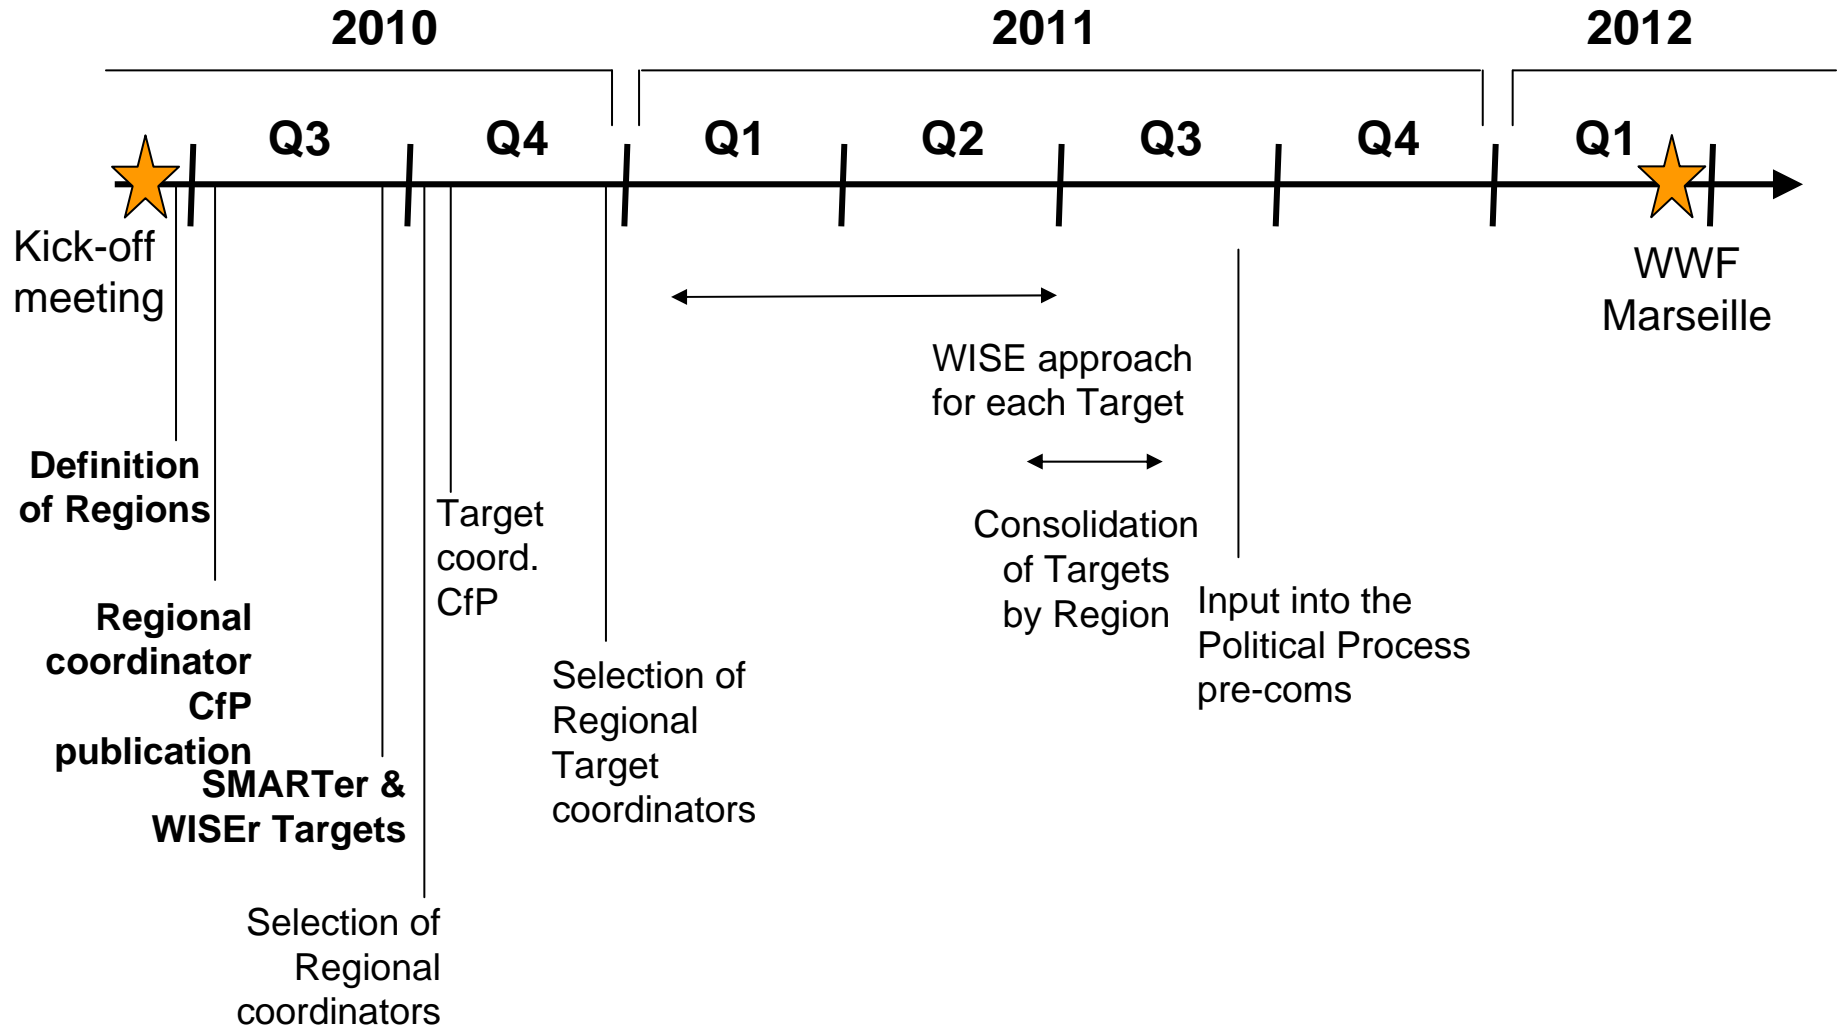 2010
2011
2012
Q3
Q4
Q1
Q2
Q3
Q4
Q1
Kick-off
meeting
WWF
Marseille
WISE approach
for each Target
Definition
of Regions
Target
coord.
CfP
Consolidation
of Targets
by Region
Input into the
Political Process
pre-coms
Regional
coordinator
CfP
publication
Selection of
Regional
Target
coordinators
SMARTer &
WISEr Targets
Selection of
Regional
coordinators